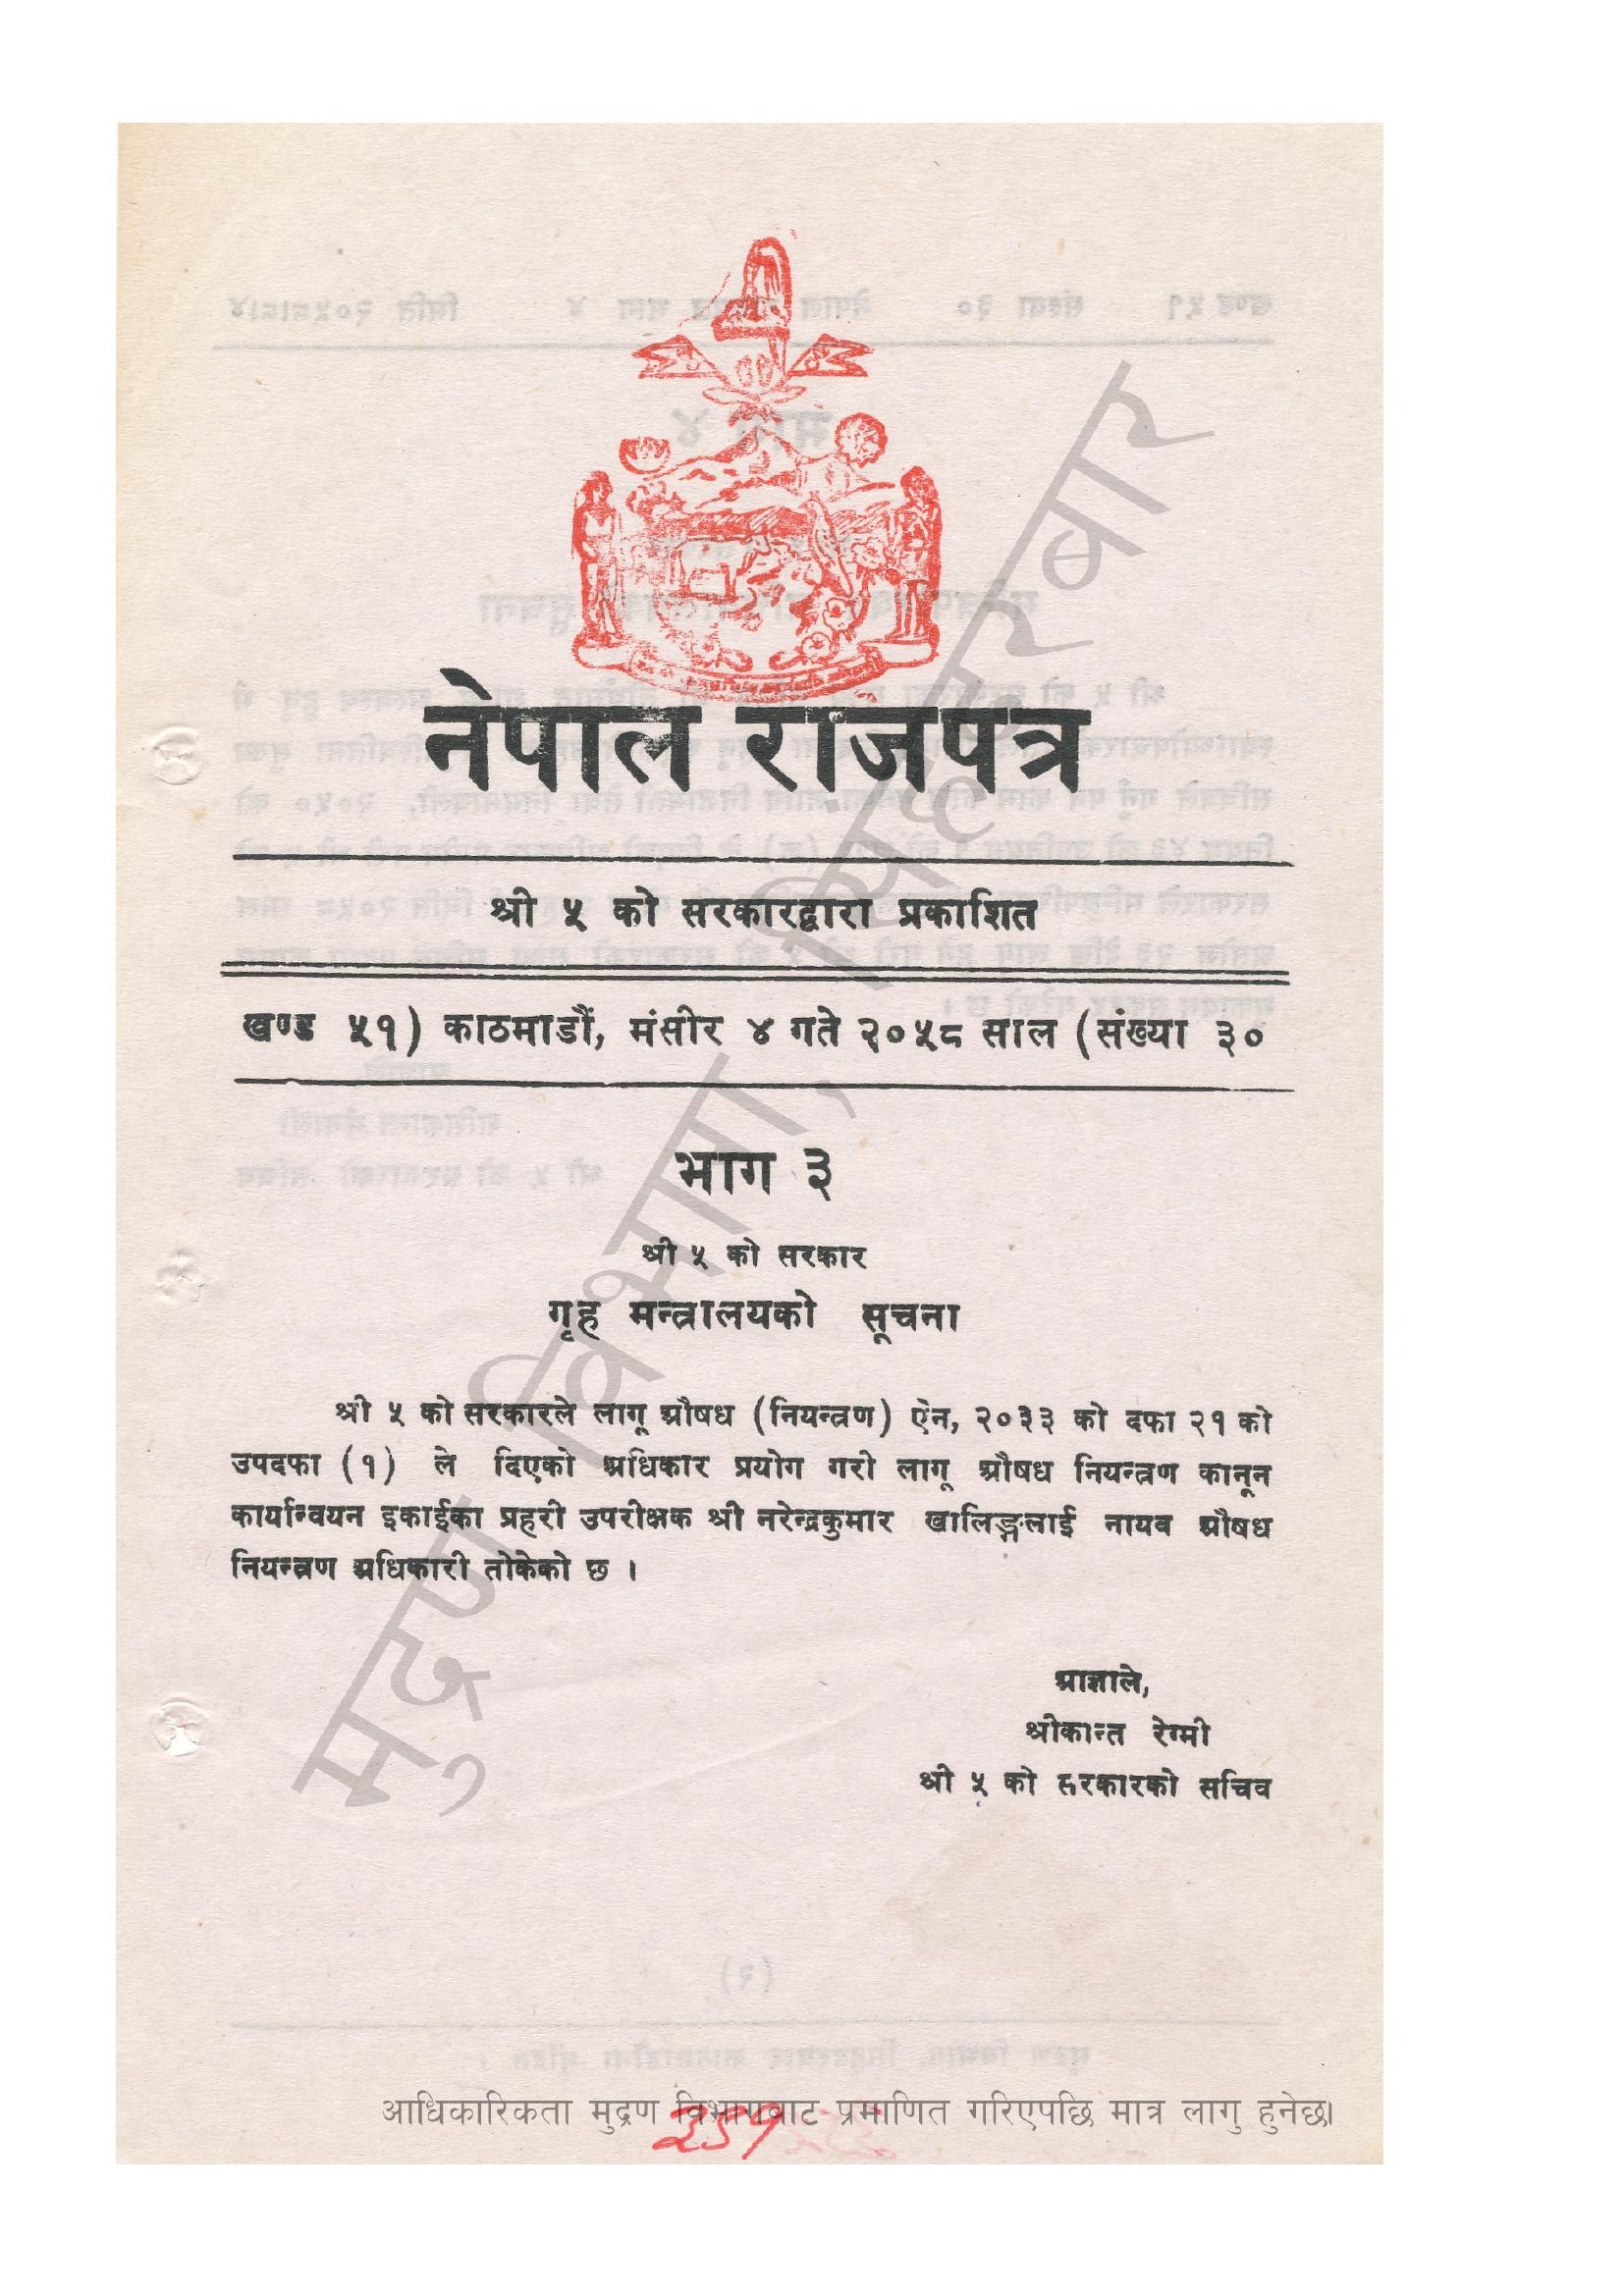 नेपाल राजपत्र
श्री ५ को सरकारद्वारा प्रकाशित
खण्ड ५१) काठमाडौं, मंसीर ४ गते २०५८ साल (संख्या ३०
भाग ३
श्री ५ को सरकार
गृह मन्त्रालयको सूचना
श्री ५ को सरकारले लागू औषध (नियन्त्रण) ऐन, २०३३ को दफा २१ को
उपदफा (१) ले दिएको अधिकार प्रयोग गरी लागू औषध नियन्त्रण कानून
कार्यान्वयन इकाईका प्रहरी उपरीक्षक श्री नरेन्द्रकुमार खालिङ्गलाई नायव औषध
नियन्त्रण अधिकारी तोकेको छ ।
आज्ञाले,
श्रीकान्त रेग्मी
श्री ५ को सरकारको सचिव
मुद्रण विभाग, सिंहदरवार
आधिकारिकता मुद्रण विभागबाट प्रमाणित गरिएपछि मात्र लागु हुनेछ।